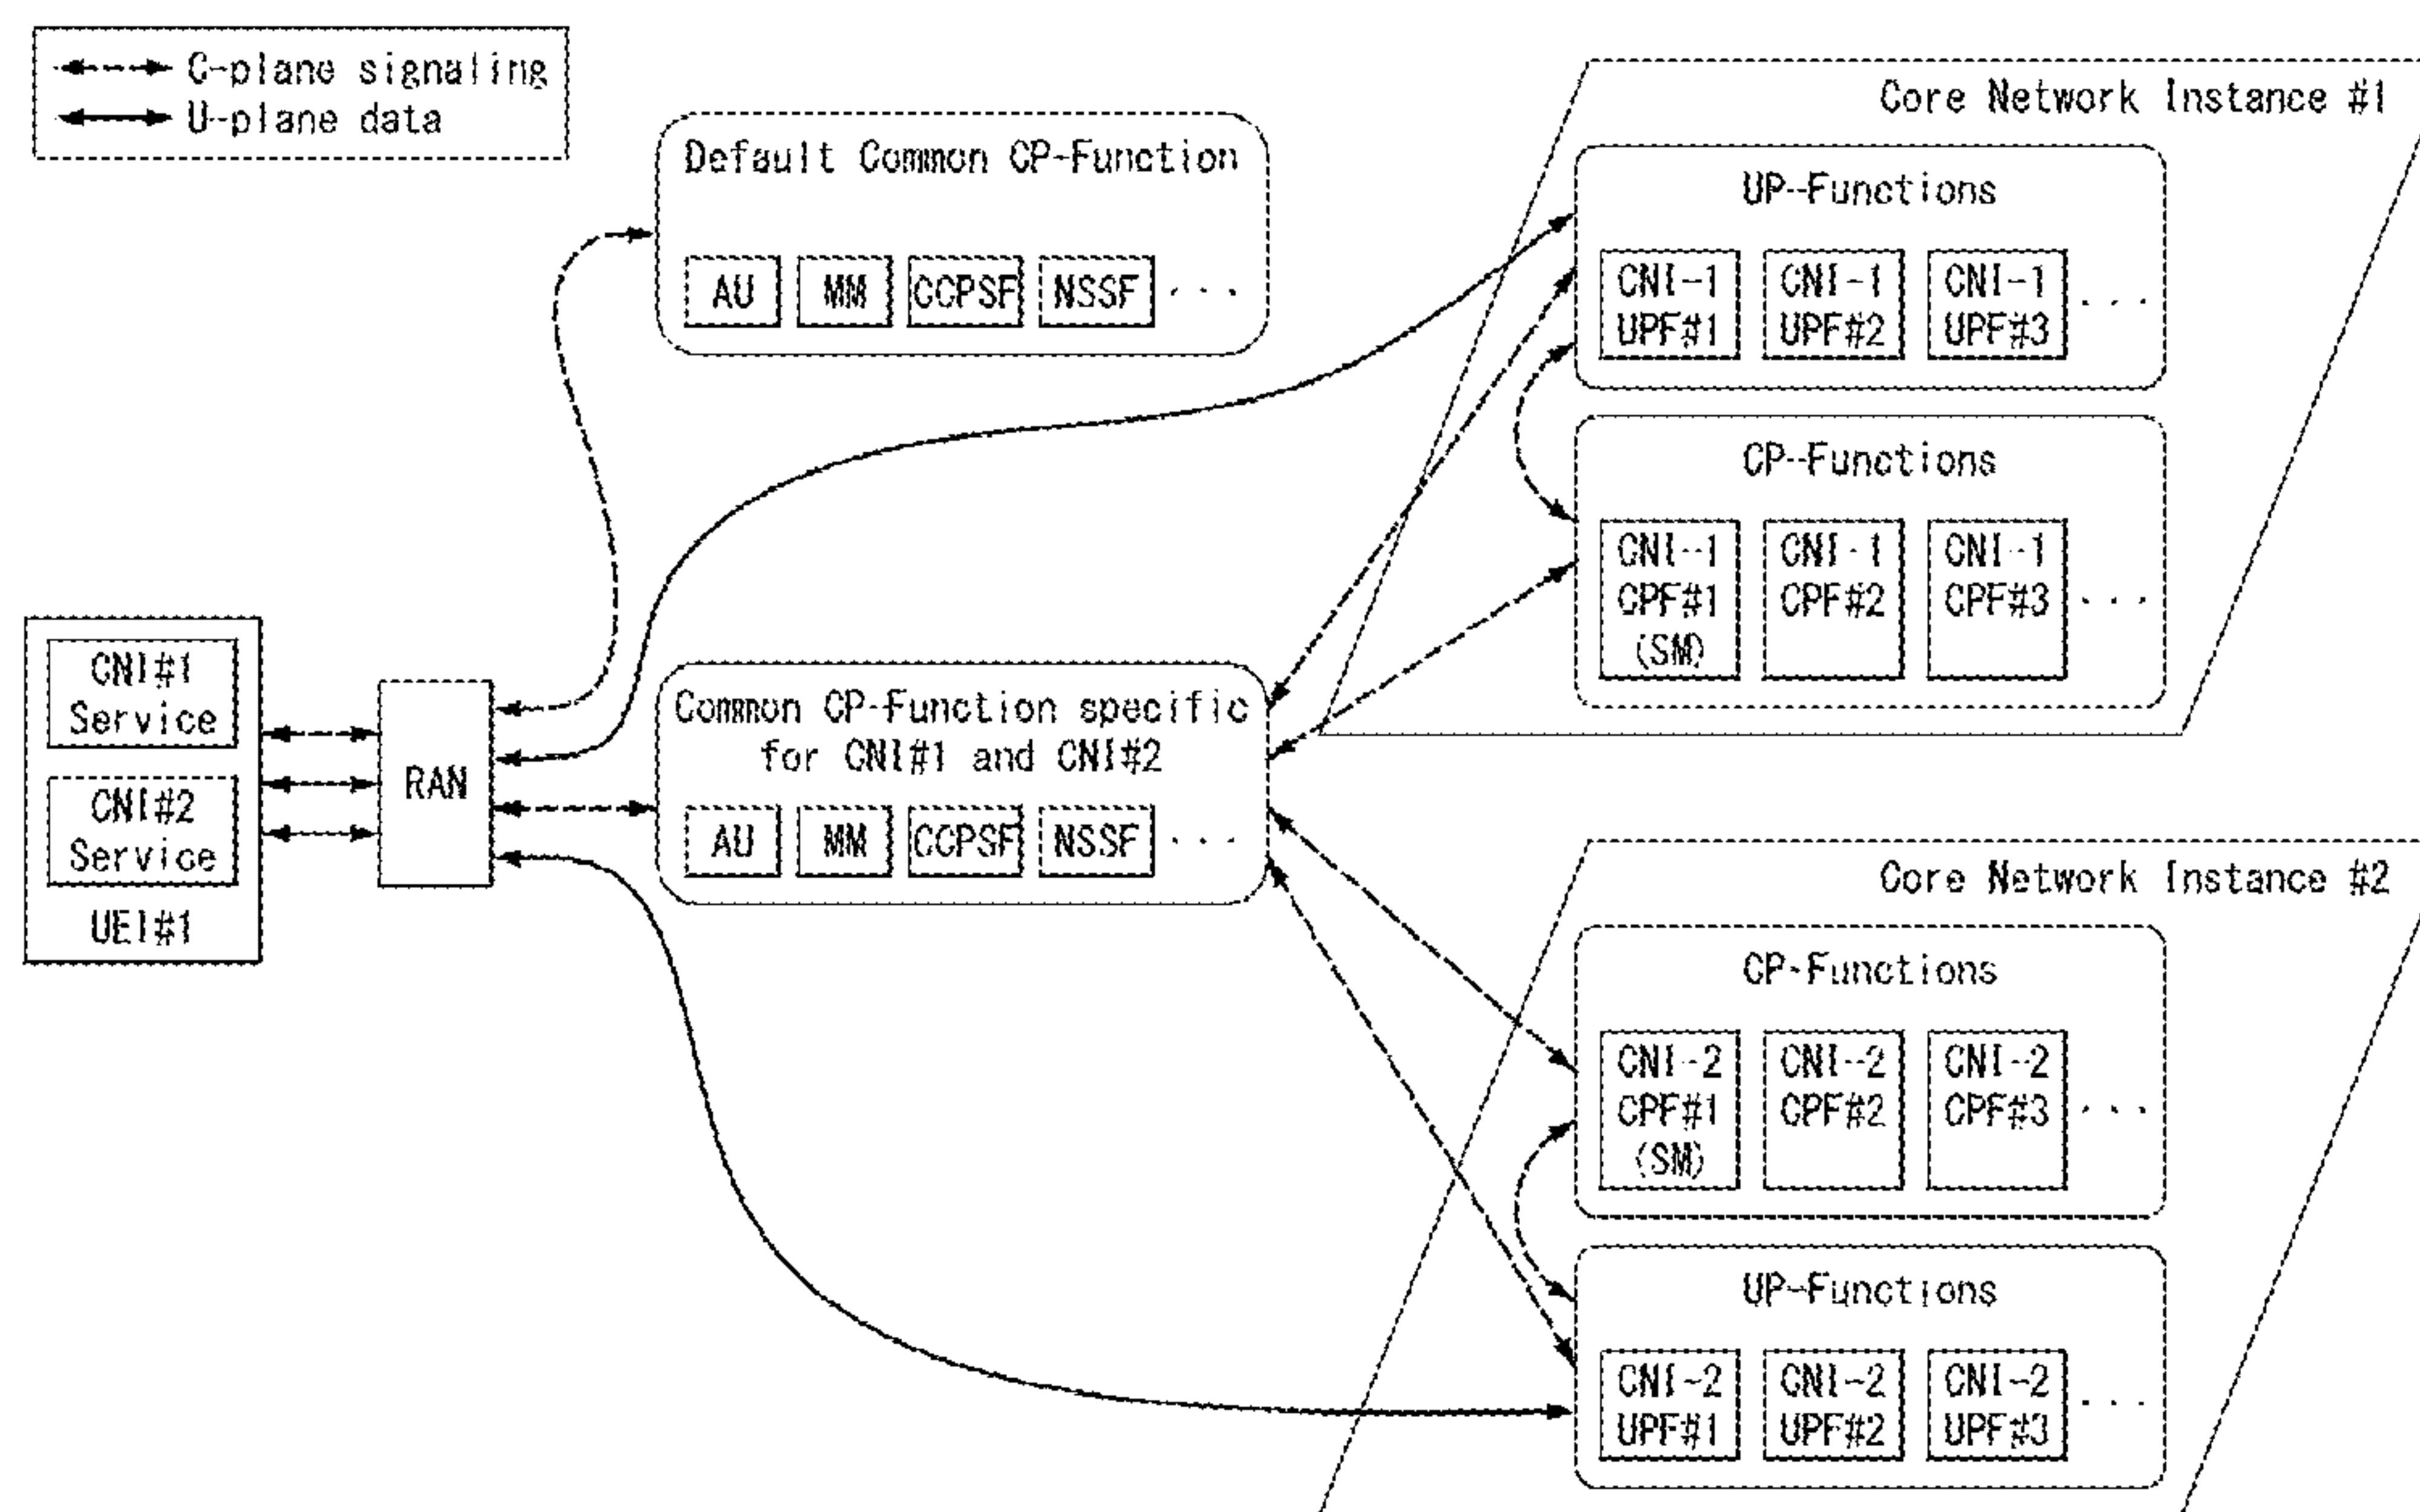 C-plane signaling
U-plane data
Default Common CP-Function
AU
MM
CCPSF
NSSF
...
Core Network Instance #1
UP-Functions
CNI-1
UPF#1
CNI-1
UPF#2
CNI-1
UPF#3
...
CP-Functions
CNI-1
CPF#1
(SM)
CNI-1
CPF#2
CNI-1
CPF#3
...
CNI#1
Service
CNI#2
Service
UEI#1
RAN
Common CP-Function specific
for CNI#1 and CNI#2
AU
MM
CCPSF
NSSF
...
Core Network Instance #2
CP-Functions
CNI-2
CPF#1
(SM)
CNI-2
CPF#2
CNI-2
CPF#3
...
UP-Functions
CNI-2
UPF#1
CNI-2
UPF#2
CNI-2
UPF#3
...